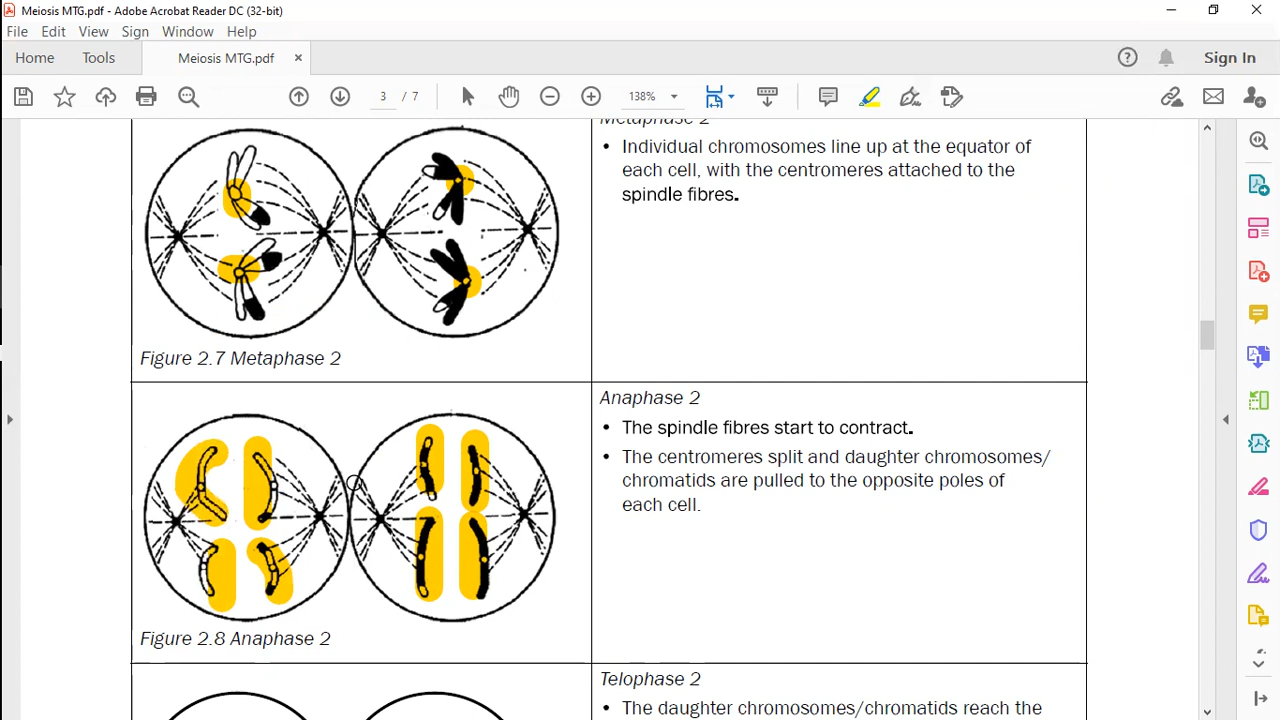 Meiosis MTG.pdf - Adobe Acrobat Reader DC (32-bit)
File Edit View Sign Window Help
Home Tools Meiosis MTG.pdf × Sign In
3 / 7 138%
Metaphase 2
• Individual chromosomes line up at the equator of
each cell, with the centromeres attached to the
spindle fibres.
Figure 2.7 Metaphase 2
Anaphase 2
• The spindle fibres start to contract.
• The centromeres split and daughter chromosomes/
chromatids are pulled to the opposite poles of
each cell.
Figure 2.8 Anaphase 2
Telophase 2
• The daughter chromosomes/chromatids reach the